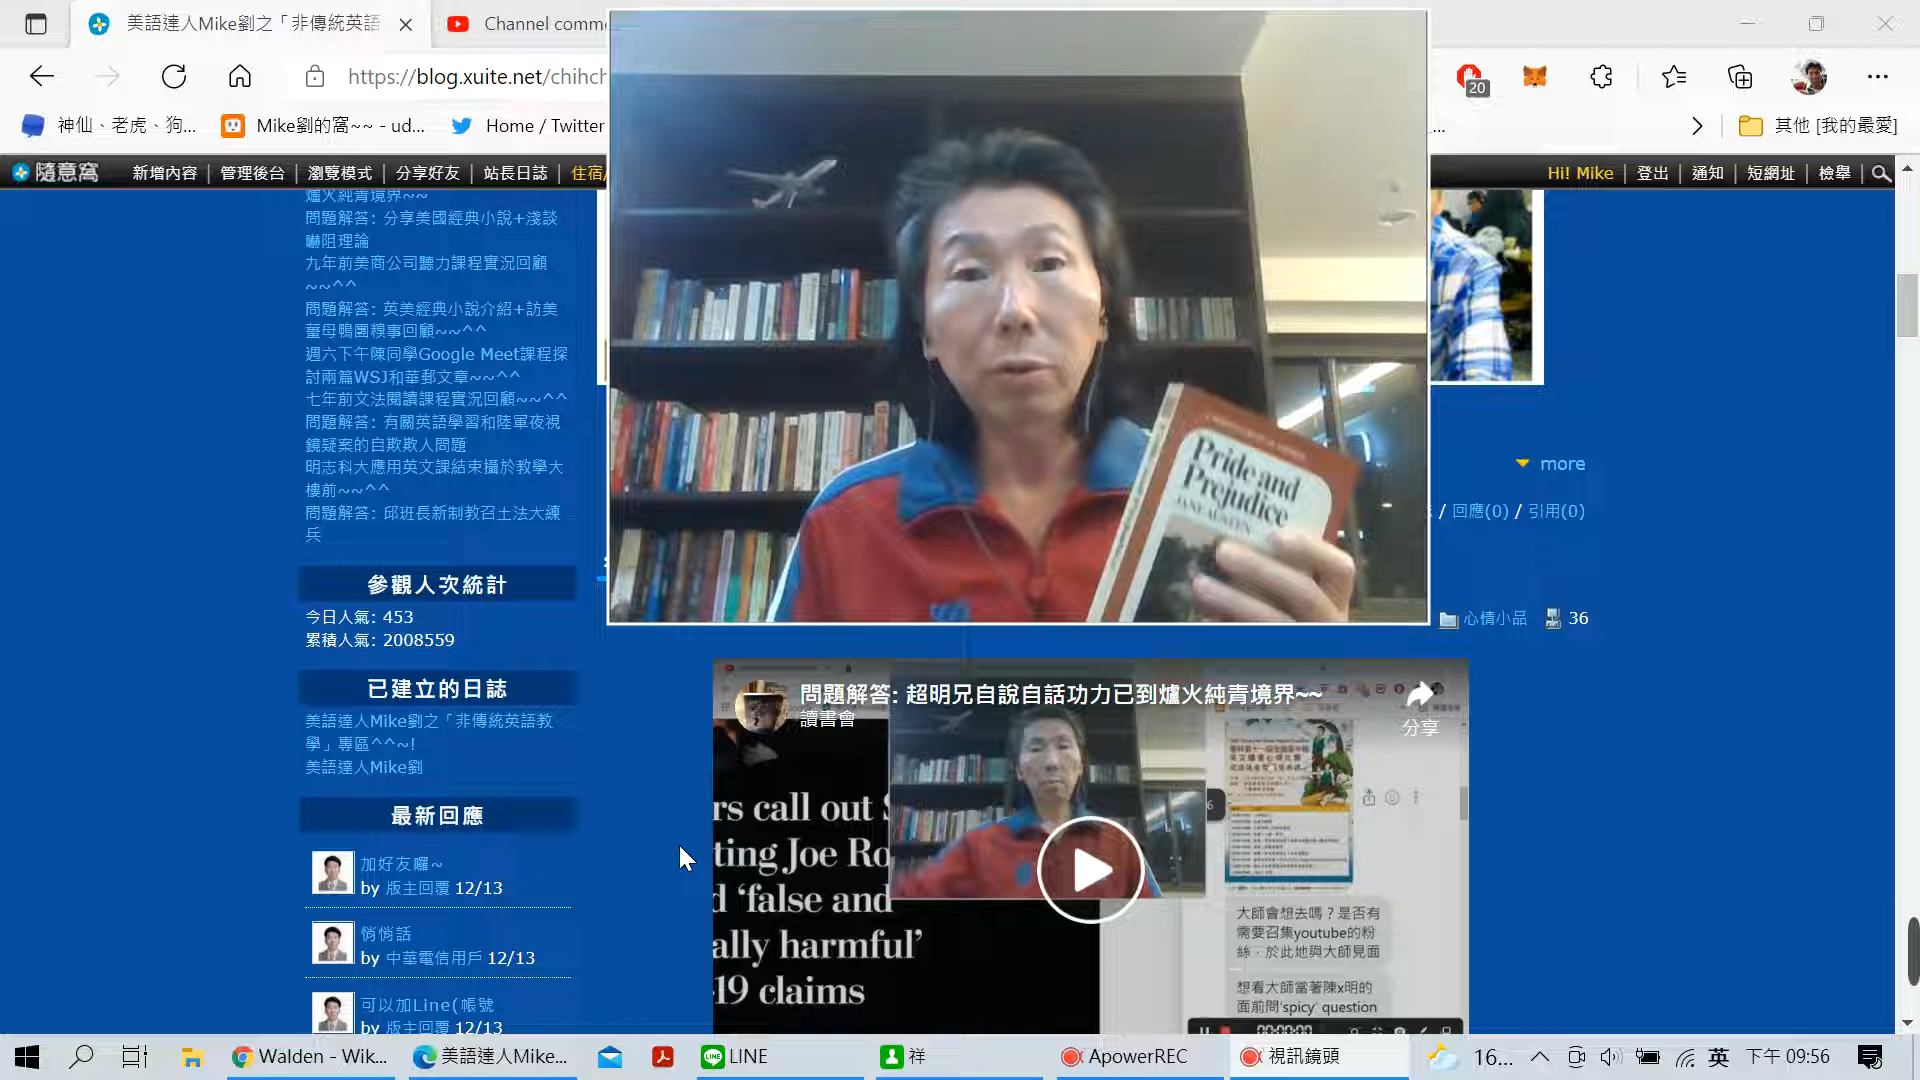 美語達人Mike劉之「非傳統英語
Channel comme
https://blog.xuite.net/chihch
20
神仙、老虎、狗...
Mike劉的窩~~ - ud...
Home / Twitter
其他 [我的最愛]
隨意窩
新增內容 | 管理後台 | 瀏覽模式 | 分享好友 | 站長日誌 | 住宿/
Hi! Mike | 登出 | 通知 | 短網址 | 檢舉
爐火純青境界~~
問題解答: 分享美國經典小說+淺談
嚇阻理論
九年前美商公司聽力課程實況回顧
~~^^
問題解答: 英美經典小說介紹+訪美
薑母鴨團糗事回顧~~^^
週六下午陳同學Google Meet課程探
討兩篇WSJ和華郵文章~~^^
七年前文法閱讀課程實況回顧~~^^
問題解答: 有關英語學習和陸軍夜視
鏡疑案的自欺欺人問題
明志科大應用英文課結束攝於教學大
樓前~~^^
問題解答: 邱班長新制教召土法大練
兵
參觀人次統計
今日人氣: 453
累積人氣: 2008559
已建立的日誌
美語達人Mike劉之「非傳統英語教
學」專區^^~!
美語達人Mike劉
最新回應
加好友囉~
by 版主回覆 12/13
悄悄話
by 中華電信用戶 12/13
可以加Line(帳號
by 版主回覆 12/13
Pride and
Prejudice
JANE AUSTEN
more
/ 回應(0) / 引用(0)
心情小品
36
問題解答: 超明兄自說自話功力已到爐火純青境界~~
讀書會
分享
rs call out S
ting Joe Ro
d ‘false and
ally harmful’
-19 claims
大師會想去嗎？是否有
需要召集youtube的粉
絲，於此地與大師見面
想看大師當著陳x明的
面前問'spicy' question
00:00:00
Walden - Wik...
美語達人Mike...
LINE
祥
ApowerREC
視訊鏡頭
16...
英
下午 09:56